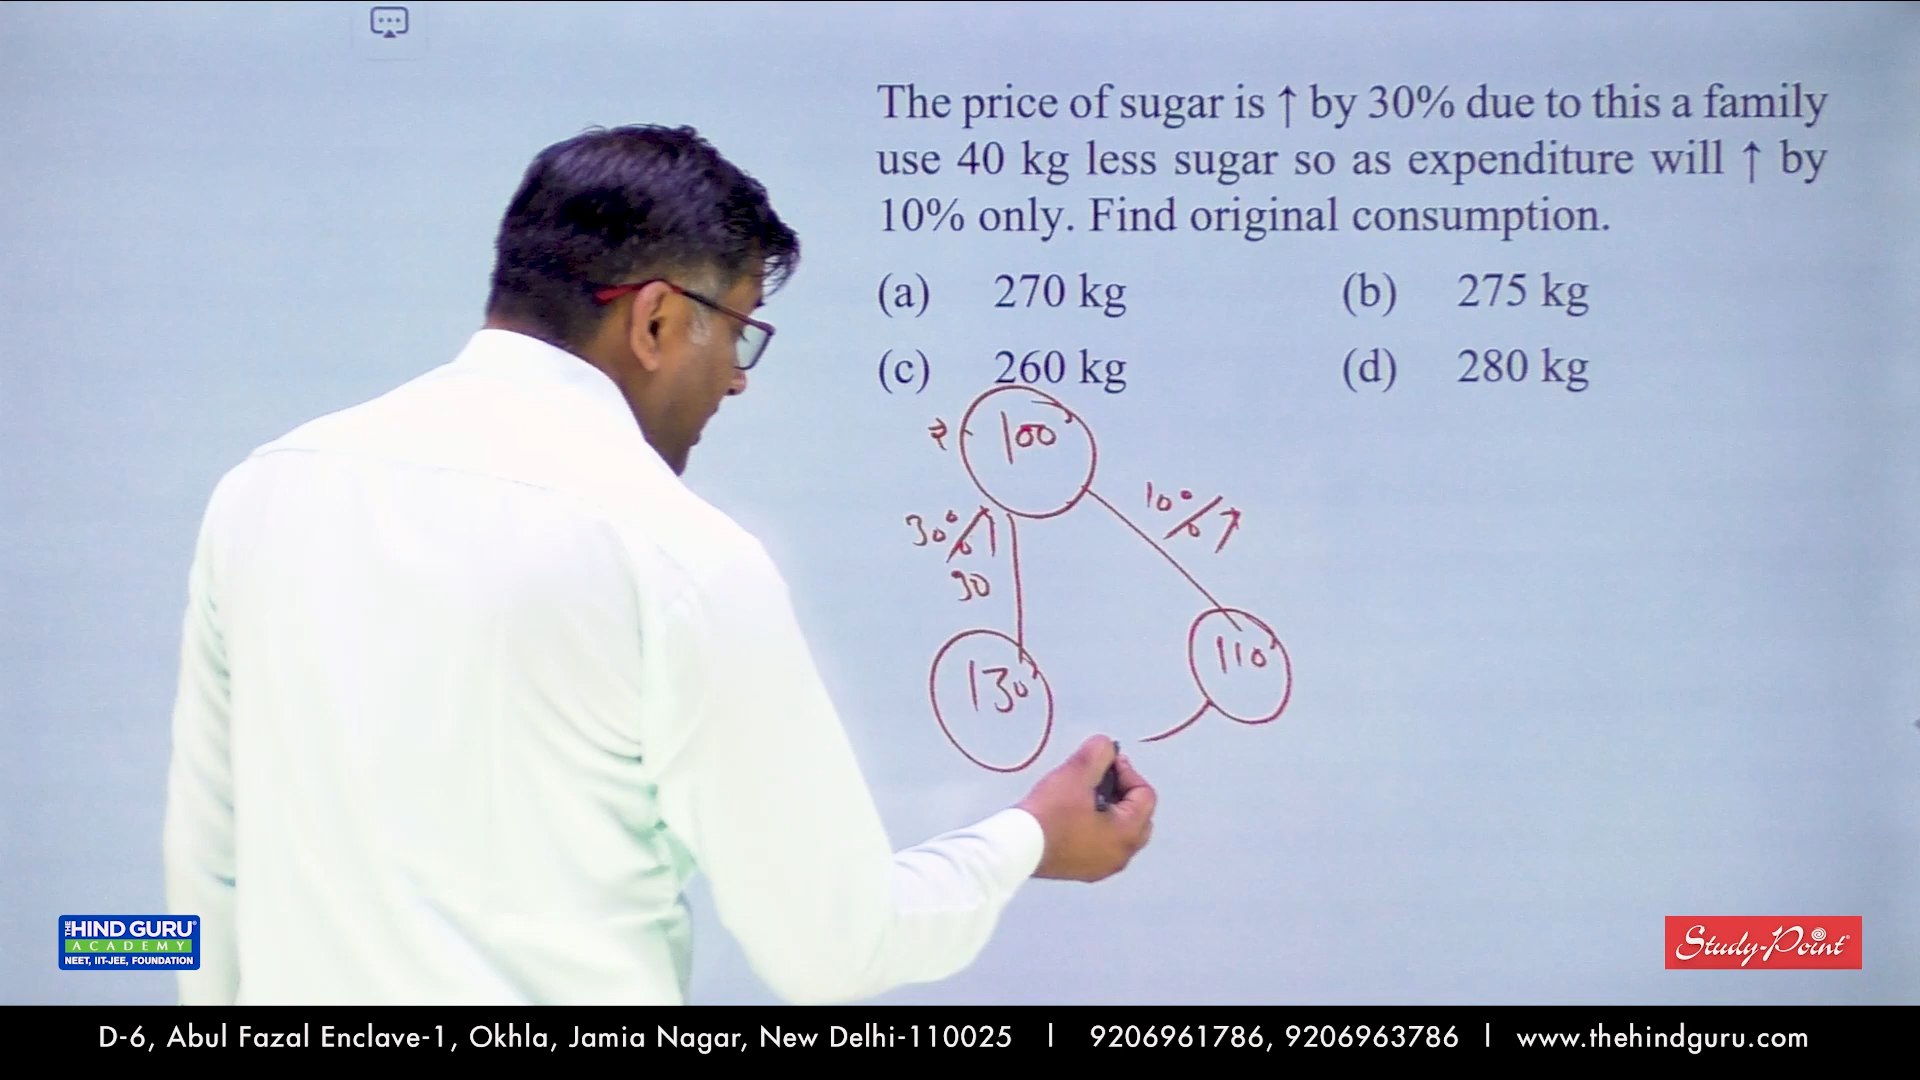 The price of sugar is ↑ by 30% due to this a family
use 40 kg less sugar so as expenditure will ↑ by
10% only. Find original consumption.
(a) 270 kg (b) 275 kg
(c) 260 kg (d) 280 kg
₹ 100
10% ↑
30% ↑
30
110
130
THE HIND GURU
ACADEMY
NEET, IIT-JEE, FOUNDATION
Study-Point
D-6, Abul Fazal Enclave-1, Okhla, Jamia Nagar, New Delhi-110025 | 9206961786, 9206963786 | www.thehindguru.com